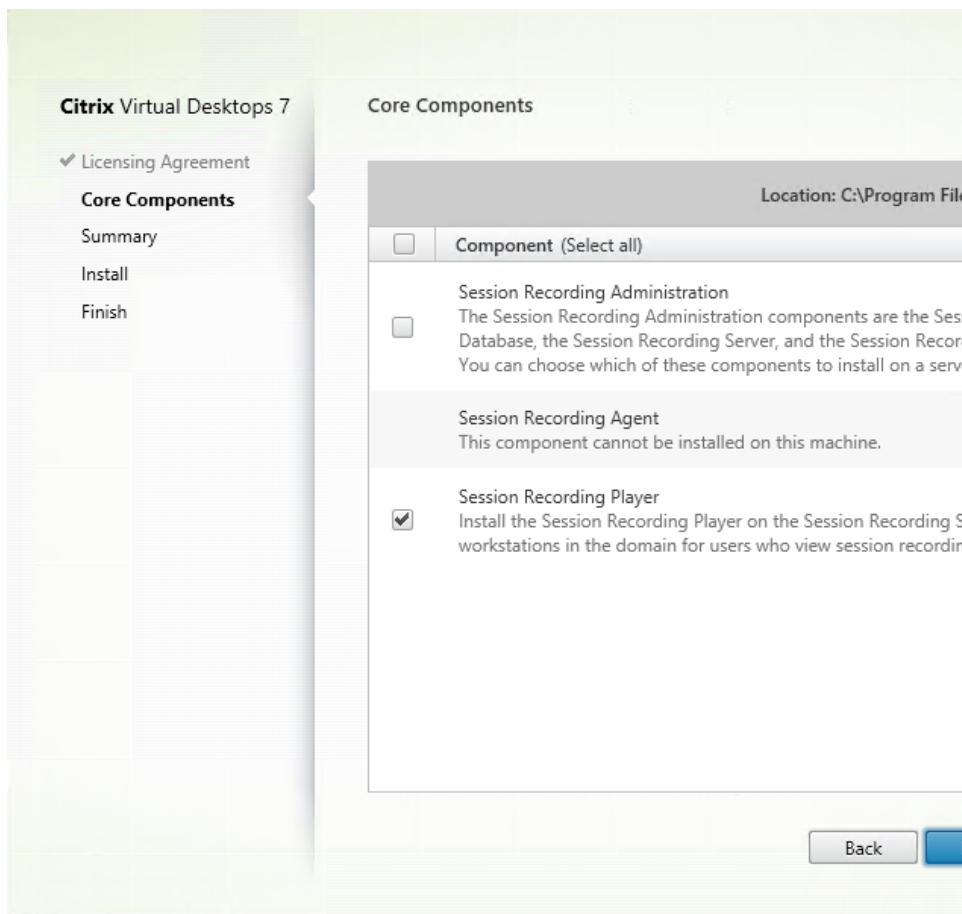 Citrix Virtual Desktops 7
Licensing Agreement
Core Components
Summary
Install
Finish
Core Components
Location: C:\Program
Component (Select all)
Session Recording Administration
The Session Recording Administration components are the
Database, the Session Recording Server, and the Session
You can choose which of these components to install on a
Session Recording Agent
This component cannot be installed on this machine.
Session Recording Player
Install the Session Recording Player on the Session Recording
workstations in the domain for users who view session
Back